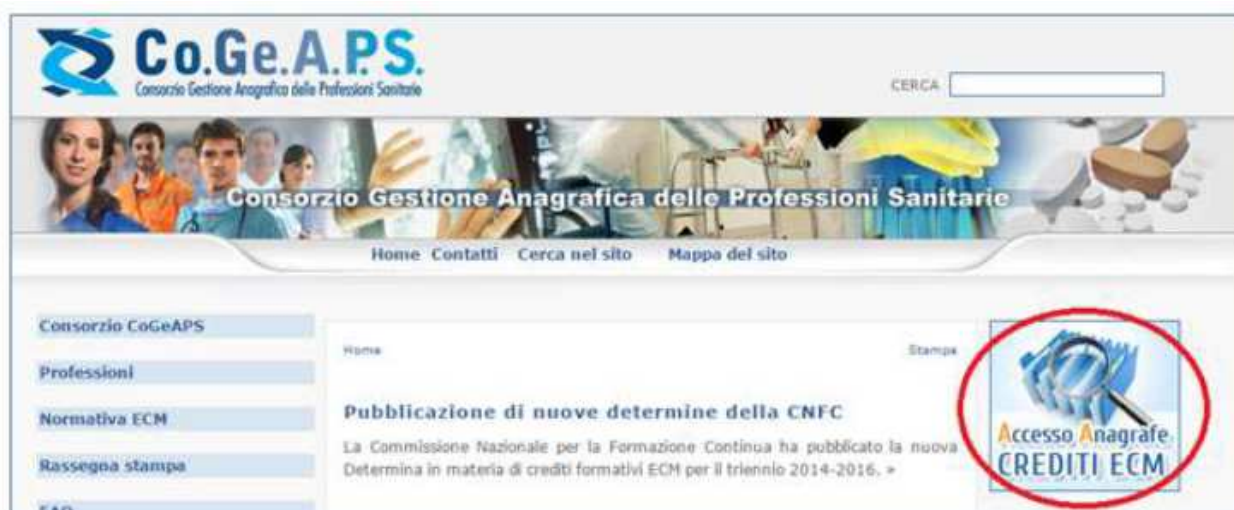 Co.Ge.A.P.S.
Consorzio Gestione Anagrafica delle Professioni Sanitarie
CERCA
Consorzio Gestione Anagrafica delle Professioni Sanitarie
Home Contatti Cerca nel sito Mappa del sito
Consorzio CoGeAPS
Professioni
Normativa ECM
Rassegna stampa
FAQ
Home Stampa
Pubblicazione di nuove determine della CNFC
La Commissione Nazionale per la Formazione Continua ha pubblicato la nuova
Determina in materia di crediti formativi ECM per il triennio 2014-2016. »
Accesso Anagrafe
CREDITI ECM